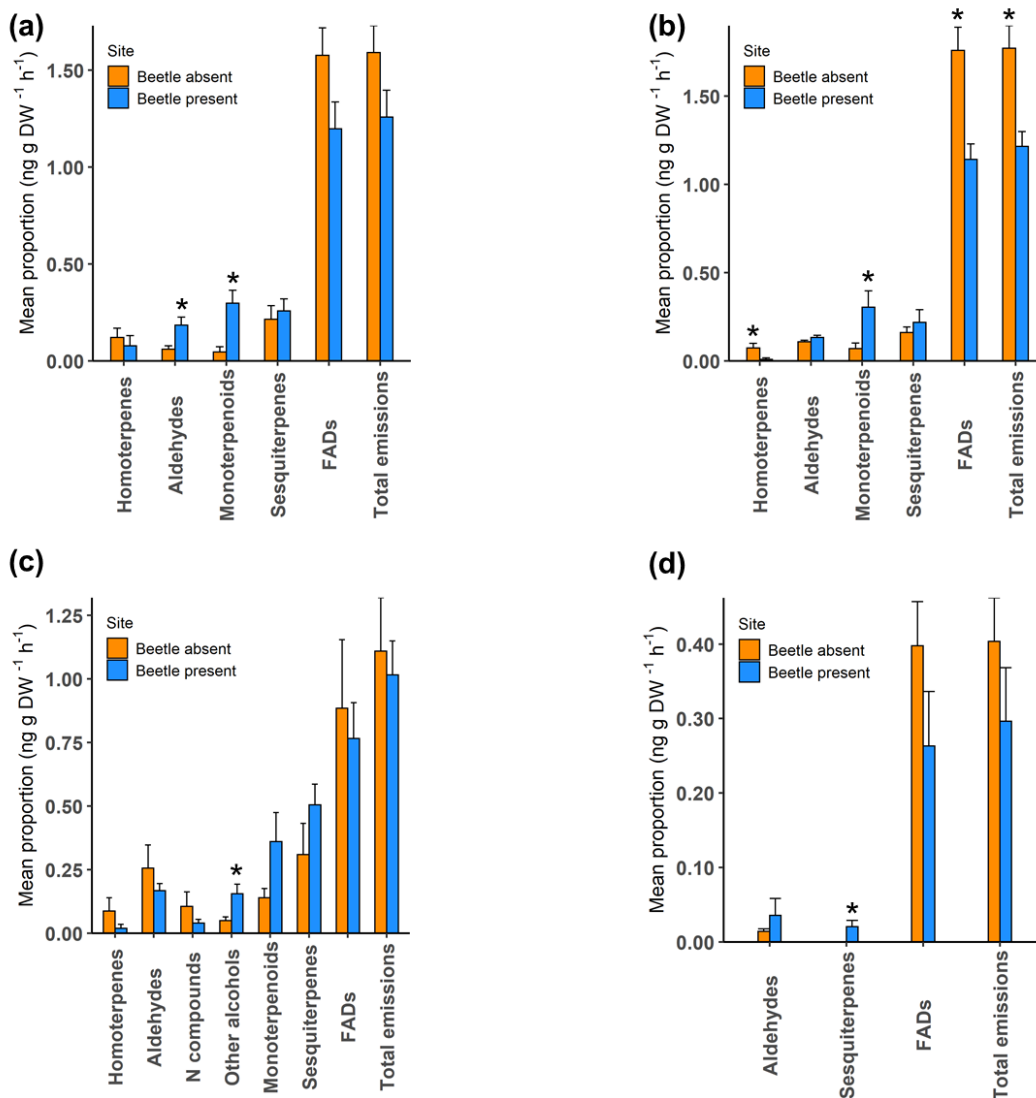 (a)
Mean proportion (ng g DW ⁻¹ h⁻¹)
1.50
1.00
0.50
0.00
Site
Beetle absent
Beetle present
*
*
Homoterpenes
Aldehydes
Monoterpenoids
Sesquiterpenes
FADs
Total emissions
(b)
Mean proportion (ng g DW ⁻¹ h⁻¹)
1.50
1.00
0.50
0.00
Site
Beetle absent
Beetle present
*
*
*
*
Homoterpenes
Aldehydes
Monoterpenoids
Sesquiterpenes
FADs
Total emissions
(c)
Mean proportion (ng g DW ⁻¹ h⁻¹)
1.25
1.00
0.75
0.50
0.25
0.00
Site
Beetle absent
Beetle present
*
Homoterpenes
Aldehydes
N compounds
Other alcohols
Monoterpenoids
Sesquiterpenes
FADs
Total emissions
(d)
Mean proportion (ng g DW ⁻¹ h⁻¹)
0.40
0.30
0.20
0.10
0.00
Site
Beetle absent
Beetle present
*
Aldehydes
Sesquiterpenes
FADs
Total emissions